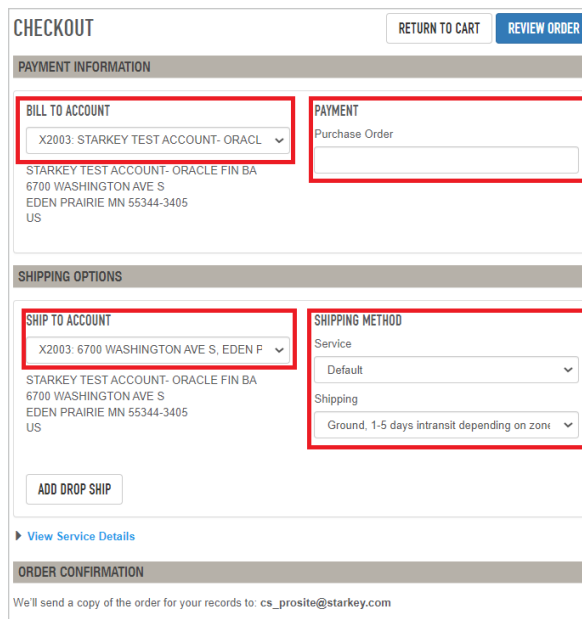 CHECKOUT
RETURN TO CART
REVIEW ORDER
PAYMENT INFORMATION
BILL TO ACCOUNT
X2003: STARKEY TEST ACCOUNT- ORACL
STARKEY TEST ACCOUNT- ORACLE FIN BA
6700 WASHINGTON AVE S
EDEN PRAIRIE MN 55344-3405
US
PAYMENT
Purchase Order
SHIPPING OPTIONS
SHIP TO ACCOUNT
X2003: 6700 WASHINGTON AVE S, EDEN P
STARKEY TEST ACCOUNT- ORACLE FIN BA
6700 WASHINGTON AVE S
EDEN PRAIRIE MN 55344-3405
US
ADD DROP SHIP
SHIPPING METHOD
Service
Default
Shipping
Ground, 1-5 days intransit depending on zone
View Service Details
ORDER CONFIRMATION
We'll send a copy of the order for your records to: cs_prosite@starkey.com